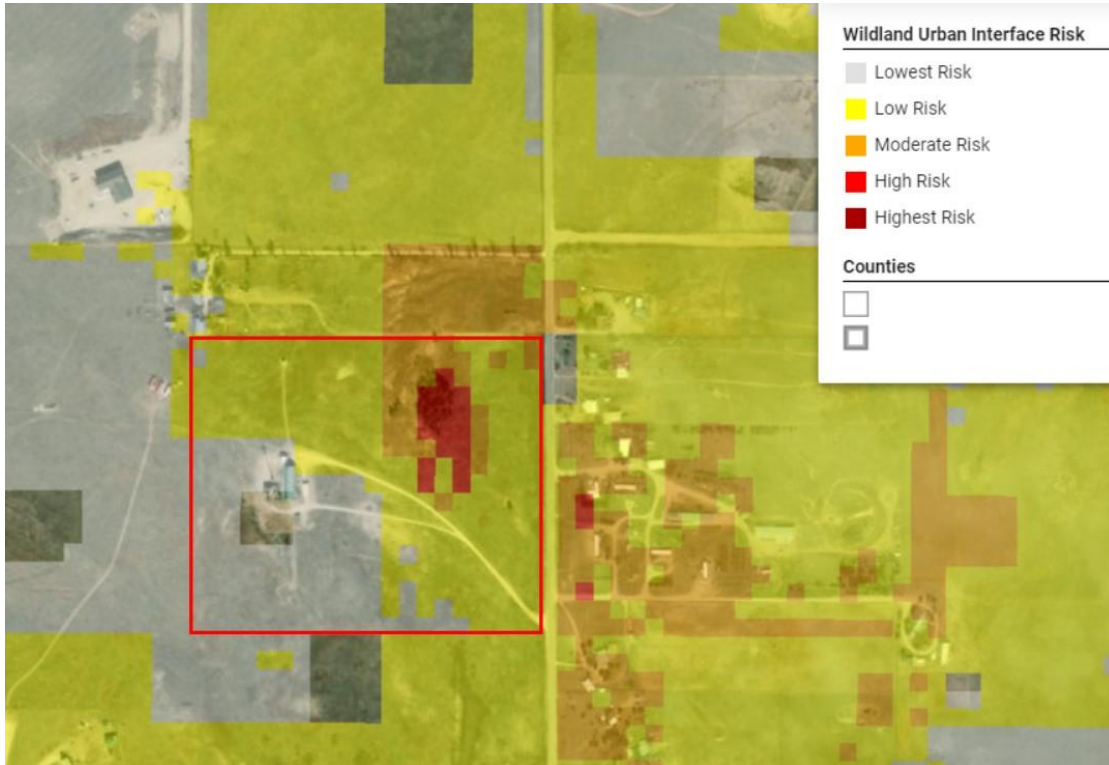 Wildland Urban Interface Risk
Lowest Risk
Low Risk
Moderate Risk
High Risk
Highest Risk
Counties